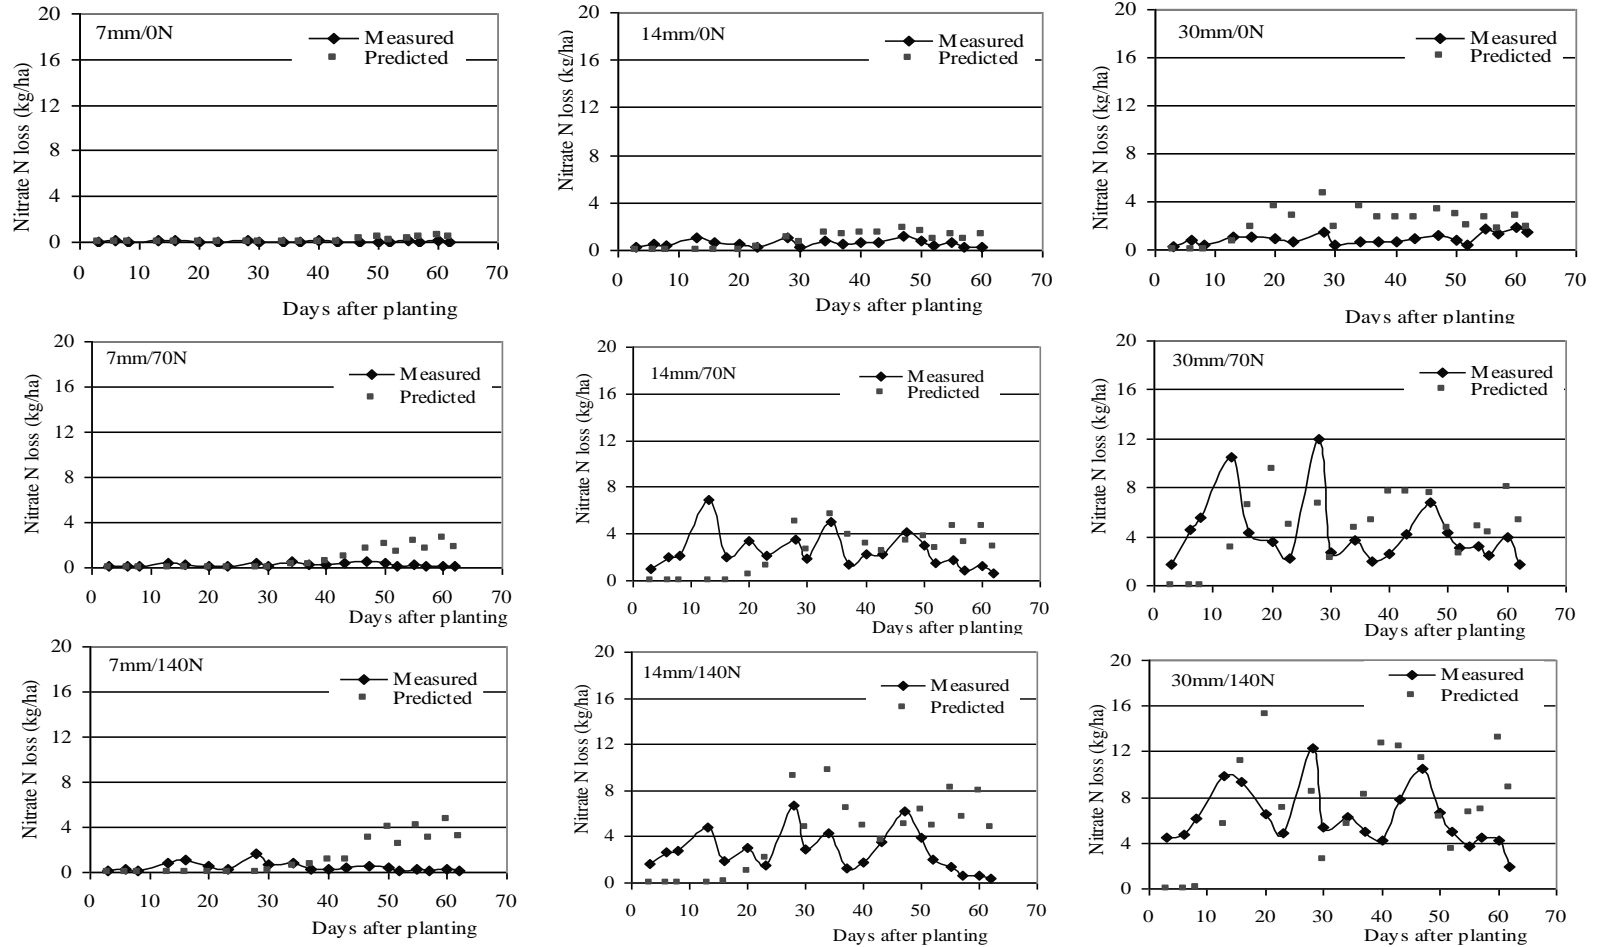 7mm/0N
Measured
Predicted
20
16
12
8
4
0
Nitrate N loss (kg/ha)
0 10 20 30 40 50 60 70
Days after planting
14mm/0N
Measured
Predicted
20
16
12
8
4
0
Nitrate N loss (kg/ha)
0 10 20 30 40 50 60 70
Days after planting
30mm/0N
Measured
Predicted
20
16
12
8
4
0
Nitrate N loss (kg/ha)
0 10 20 30 40 50 60 70
Days after planting
7mm/70N
Measured
Predicted
20
16
12
8
4
0
Nitrate N loss (kg/ha)
0 10 20 30 40 50 60 70
Days after planting
14mm/70N
Measured
Predicted
20
16
12
8
4
0
Nitrate N loss (kg/ha)
0 10 20 30 40 50 60 70
Days after planting
30mm/70N
Measured
Predicted
20
16
12
8
4
0
Nitrate N loss (kg/ha)
0 10 20 30 40 50 60 70
Days after planting
7mm/140N
Measured
Predicted
20
16
12
8
4
0
Nitrate N loss (kg/ha)
0 10 20 30 40 50 60 70
Days after planting
14mm/140N
Measured
Predicted
20
16
12
8
4
0
Nitrate N loss (kg/ha)
0 10 20 30 40 50 60 70
Days after planting
30mm/140N
Measured
Predicted
20
16
12
8
4
0
Nitrate N loss (kg/ha)
0 10 20 30 40 50 60 70
Days after planting